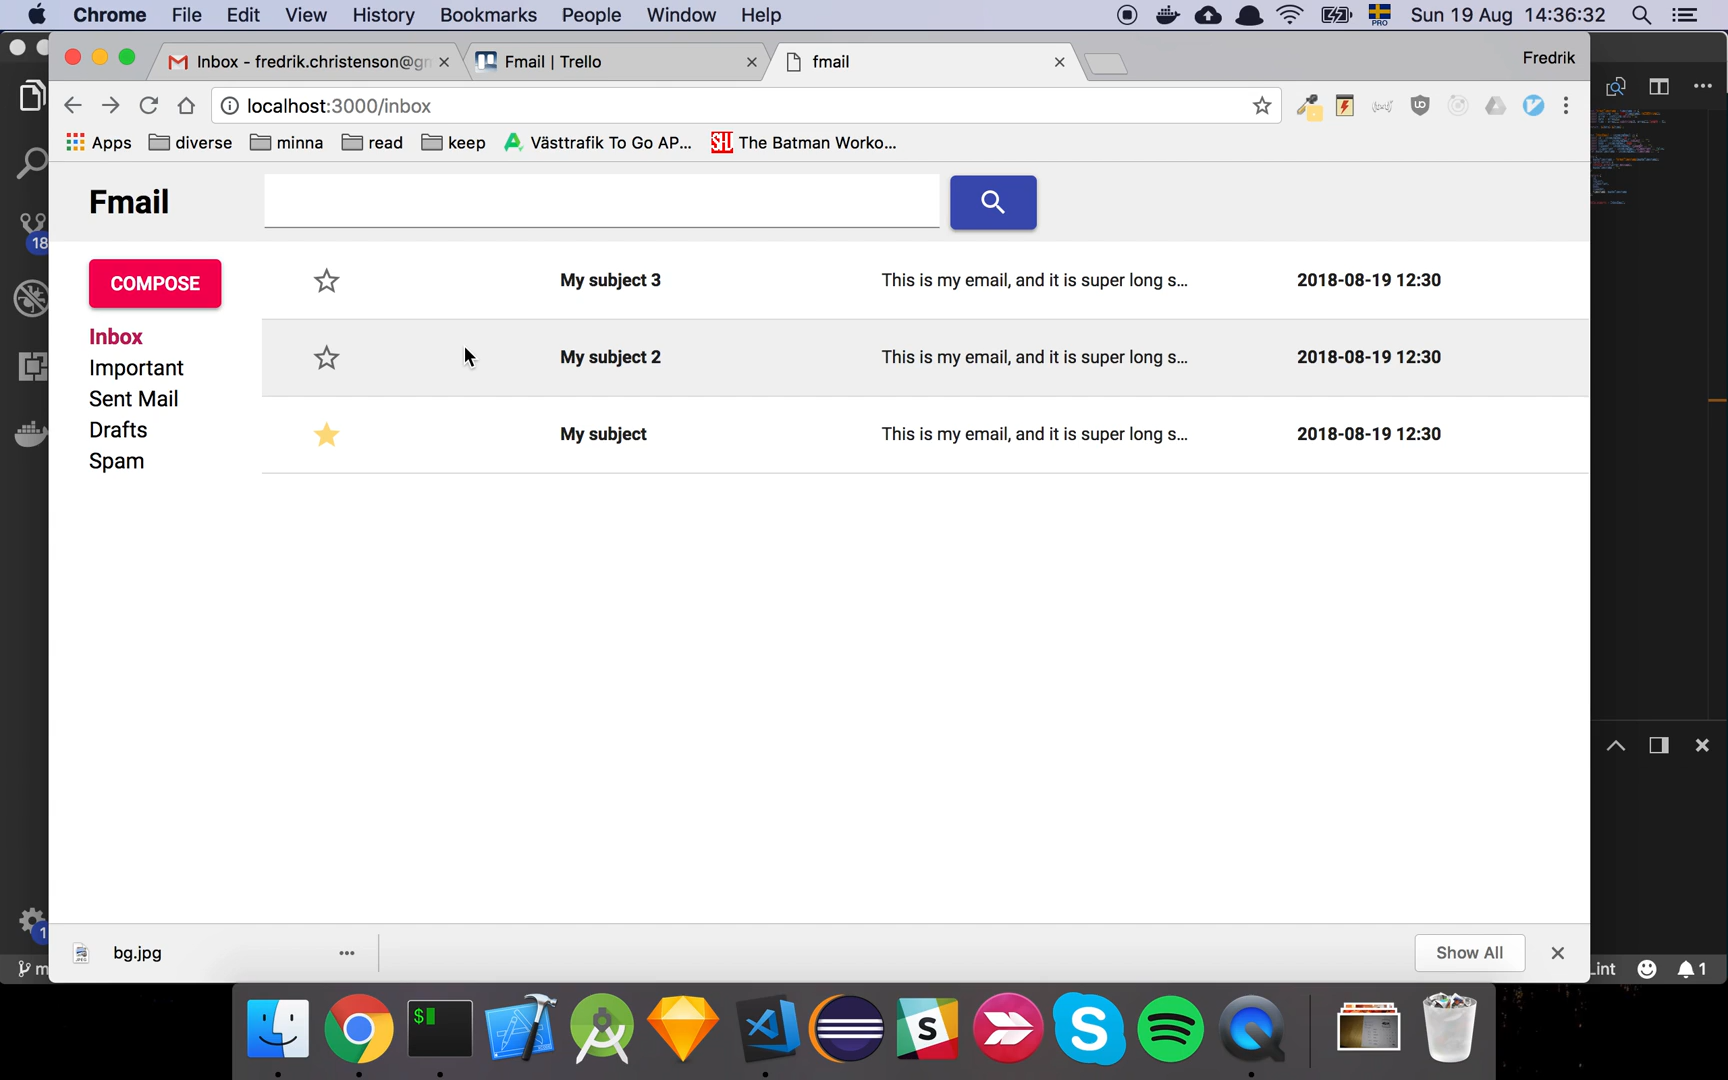 Chrome File Edit View History Bookmarks People Window Help PRO Sun 19 Aug 14:36:32
Inbox - fredrik.christenson@gm Fmail | Trello fmail Fredrik
localhost:3000/inbox
Apps diverse minna read keep Västtrafik To Go AP... SHL The Batman Worko...
Fmail
COMPOSE
Inbox
Important
Sent Mail
Drafts
Spam
My subject 3 This is my email, and it is super long s... 2018-08-19 12:30
My subject 2 This is my email, and it is super long s... 2018-08-19 12:30
My subject This is my email, and it is super long s... 2018-08-19 12:30
18
1
bg.jpg Show All
m Lint 1
$
S